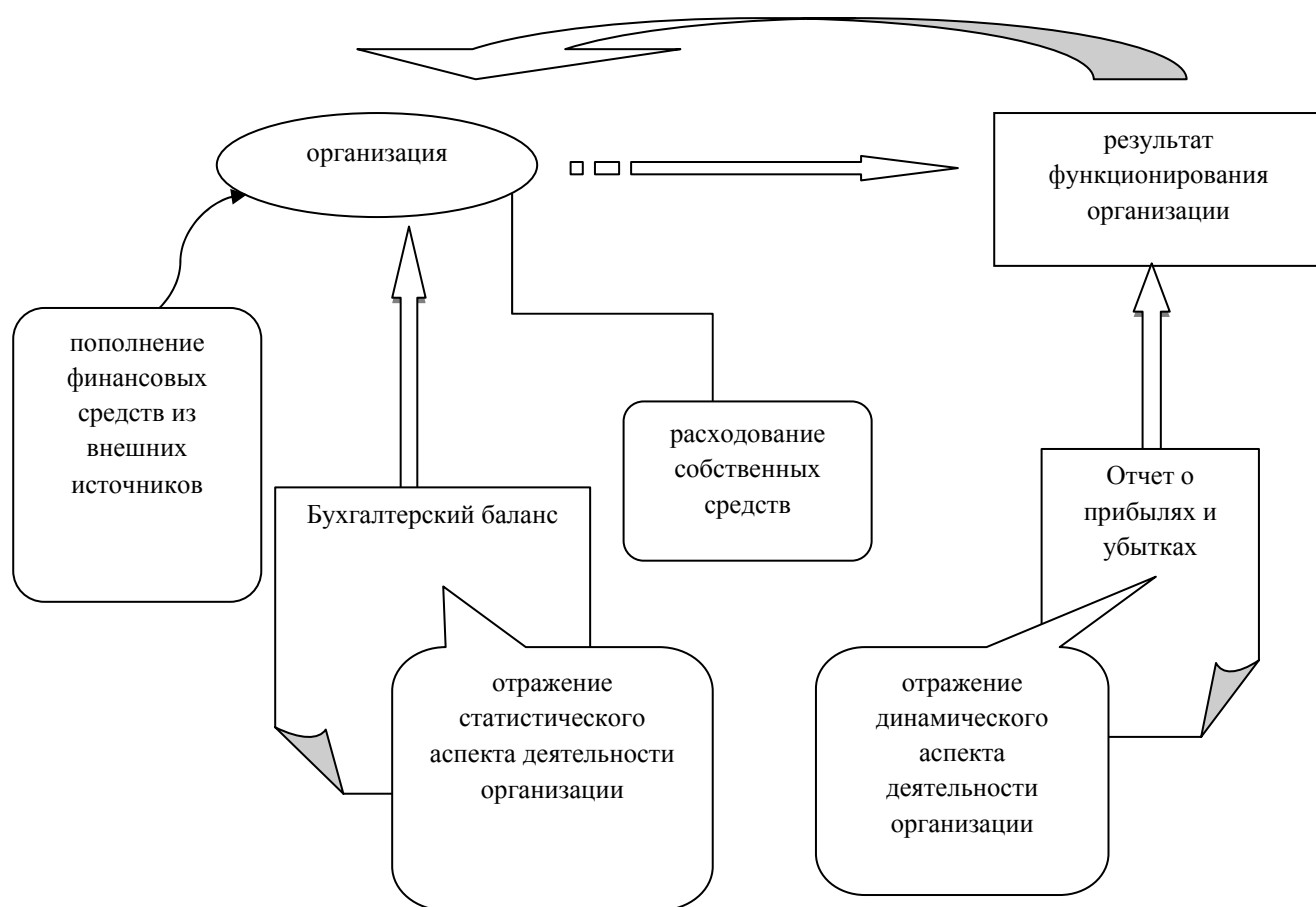 организация
результат
функционирования
организации
пополнение
финансовых
средств из
внешних
источников
расходование
собственных
средств
Бухгалтерский баланс
Отчет о
прибылях и
убытках
отражение
статистического
аспекта деятельности
организации
отражение
динамического
аспекта
деятельности
организации